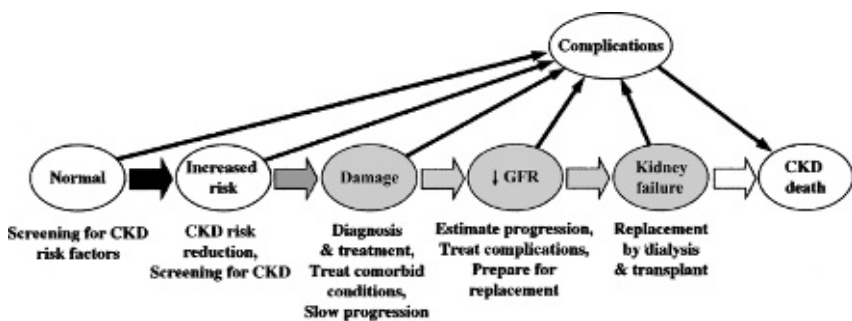 Complications
Normal
Increased
risk
Damage
↓ GFR
Kidney
failure
CKD
death
Screening for CKD
risk factors
CKD risk
reduction,
Screening for CKD
Diagnosis
& treatment,
Treat comorbid
conditions,
Slow progression
Estimate progression,
Treat complications,
Prepare for
replacement
Replacement
by dialysis
& transplant